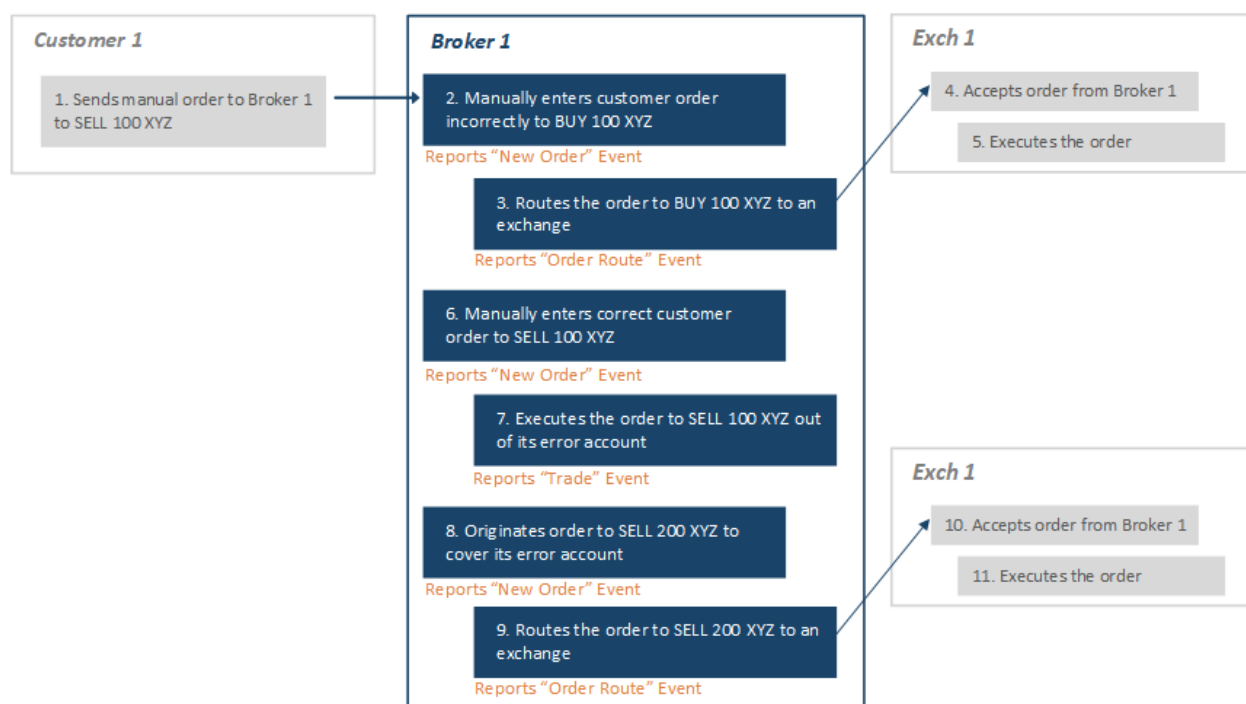 Customer 1
1. Sends manual order to Broker 1
to SELL 100 XYZ
Broker 1
2. Manually enters customer order
incorrectly to BUY 100 XYZ
Reports “New Order” Event
3. Routes the order to BUY 100 XYZ to an
exchange
Reports “Order Route” Event
Exch 1
4. Accepts order from Broker 1
5. Executes the order
6. Manually enters correct customer
order to SELL 100 XYZ
Reports “New Order” Event
7. Executes the order to SELL 100 XYZ out
of its error account
Reports “Trade” Event
8. Originates order to SELL 200 XYZ to
cover its error account
Reports “New Order” Event
9. Routes the order to SELL 200 XYZ to an
exchange
Reports “Order Route” Event
Exch 1
10. Accepts order from Broker 1
11. Executes the order